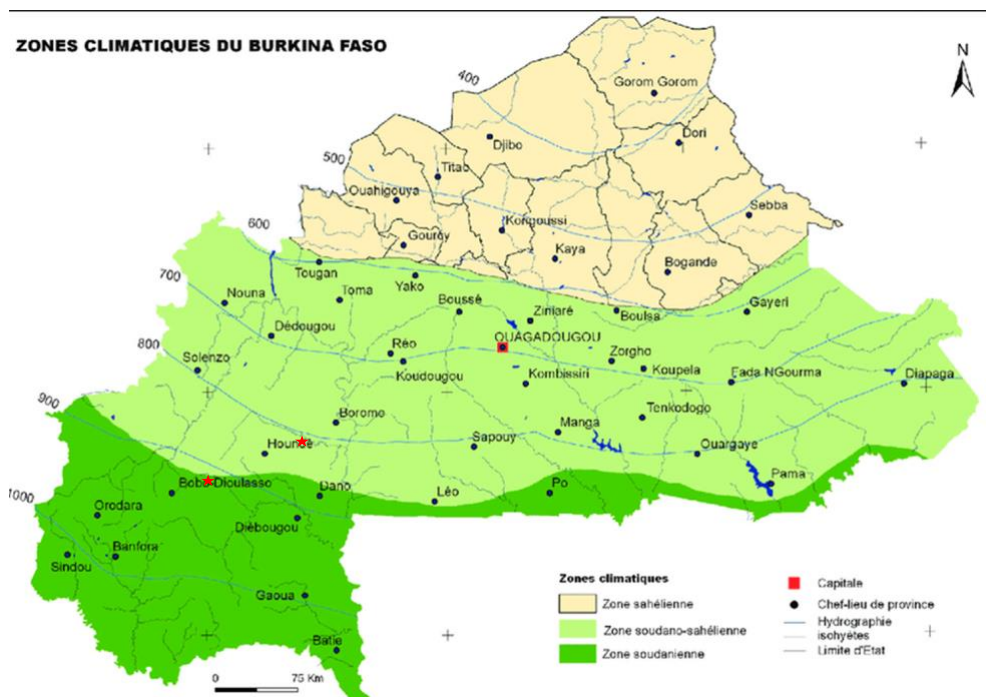 ZONES CLIMATIQUES DU BURKINA FASO
N
400
Gorom Gorom
Dori
Djibo
500
Titao
Ouahigouya
Sebba
Kongoussi
600
Gourcy
Kaya
Bogande
Tougan
700
Yako
Nouna
Toma
Boussé
Ziniaré
Boulsa
Gayeri
Dédougou
800
OUAGADOUGOU
Réo
Zorgho
Solenzo
Koudougou
Kombissiri
Koupela
Fada NGourma
Diapaga
900
Boromo
Tenkodogo
Manga
Houndé
Sapouy
Ouargaye
Pama
1000
Bobo Dioulasso
Dano
Léo
Po
Orodara
Dièbougou
Banfora
Sindou
Gaoua
Batie
0
75 Km
Zones climatiques
Zone sahélienne
Zone soudano-sahélienne
Zone soudanienne
Capitale
Chef-lieu de province
Hydrographie
isohyètes
Limite d'Etat